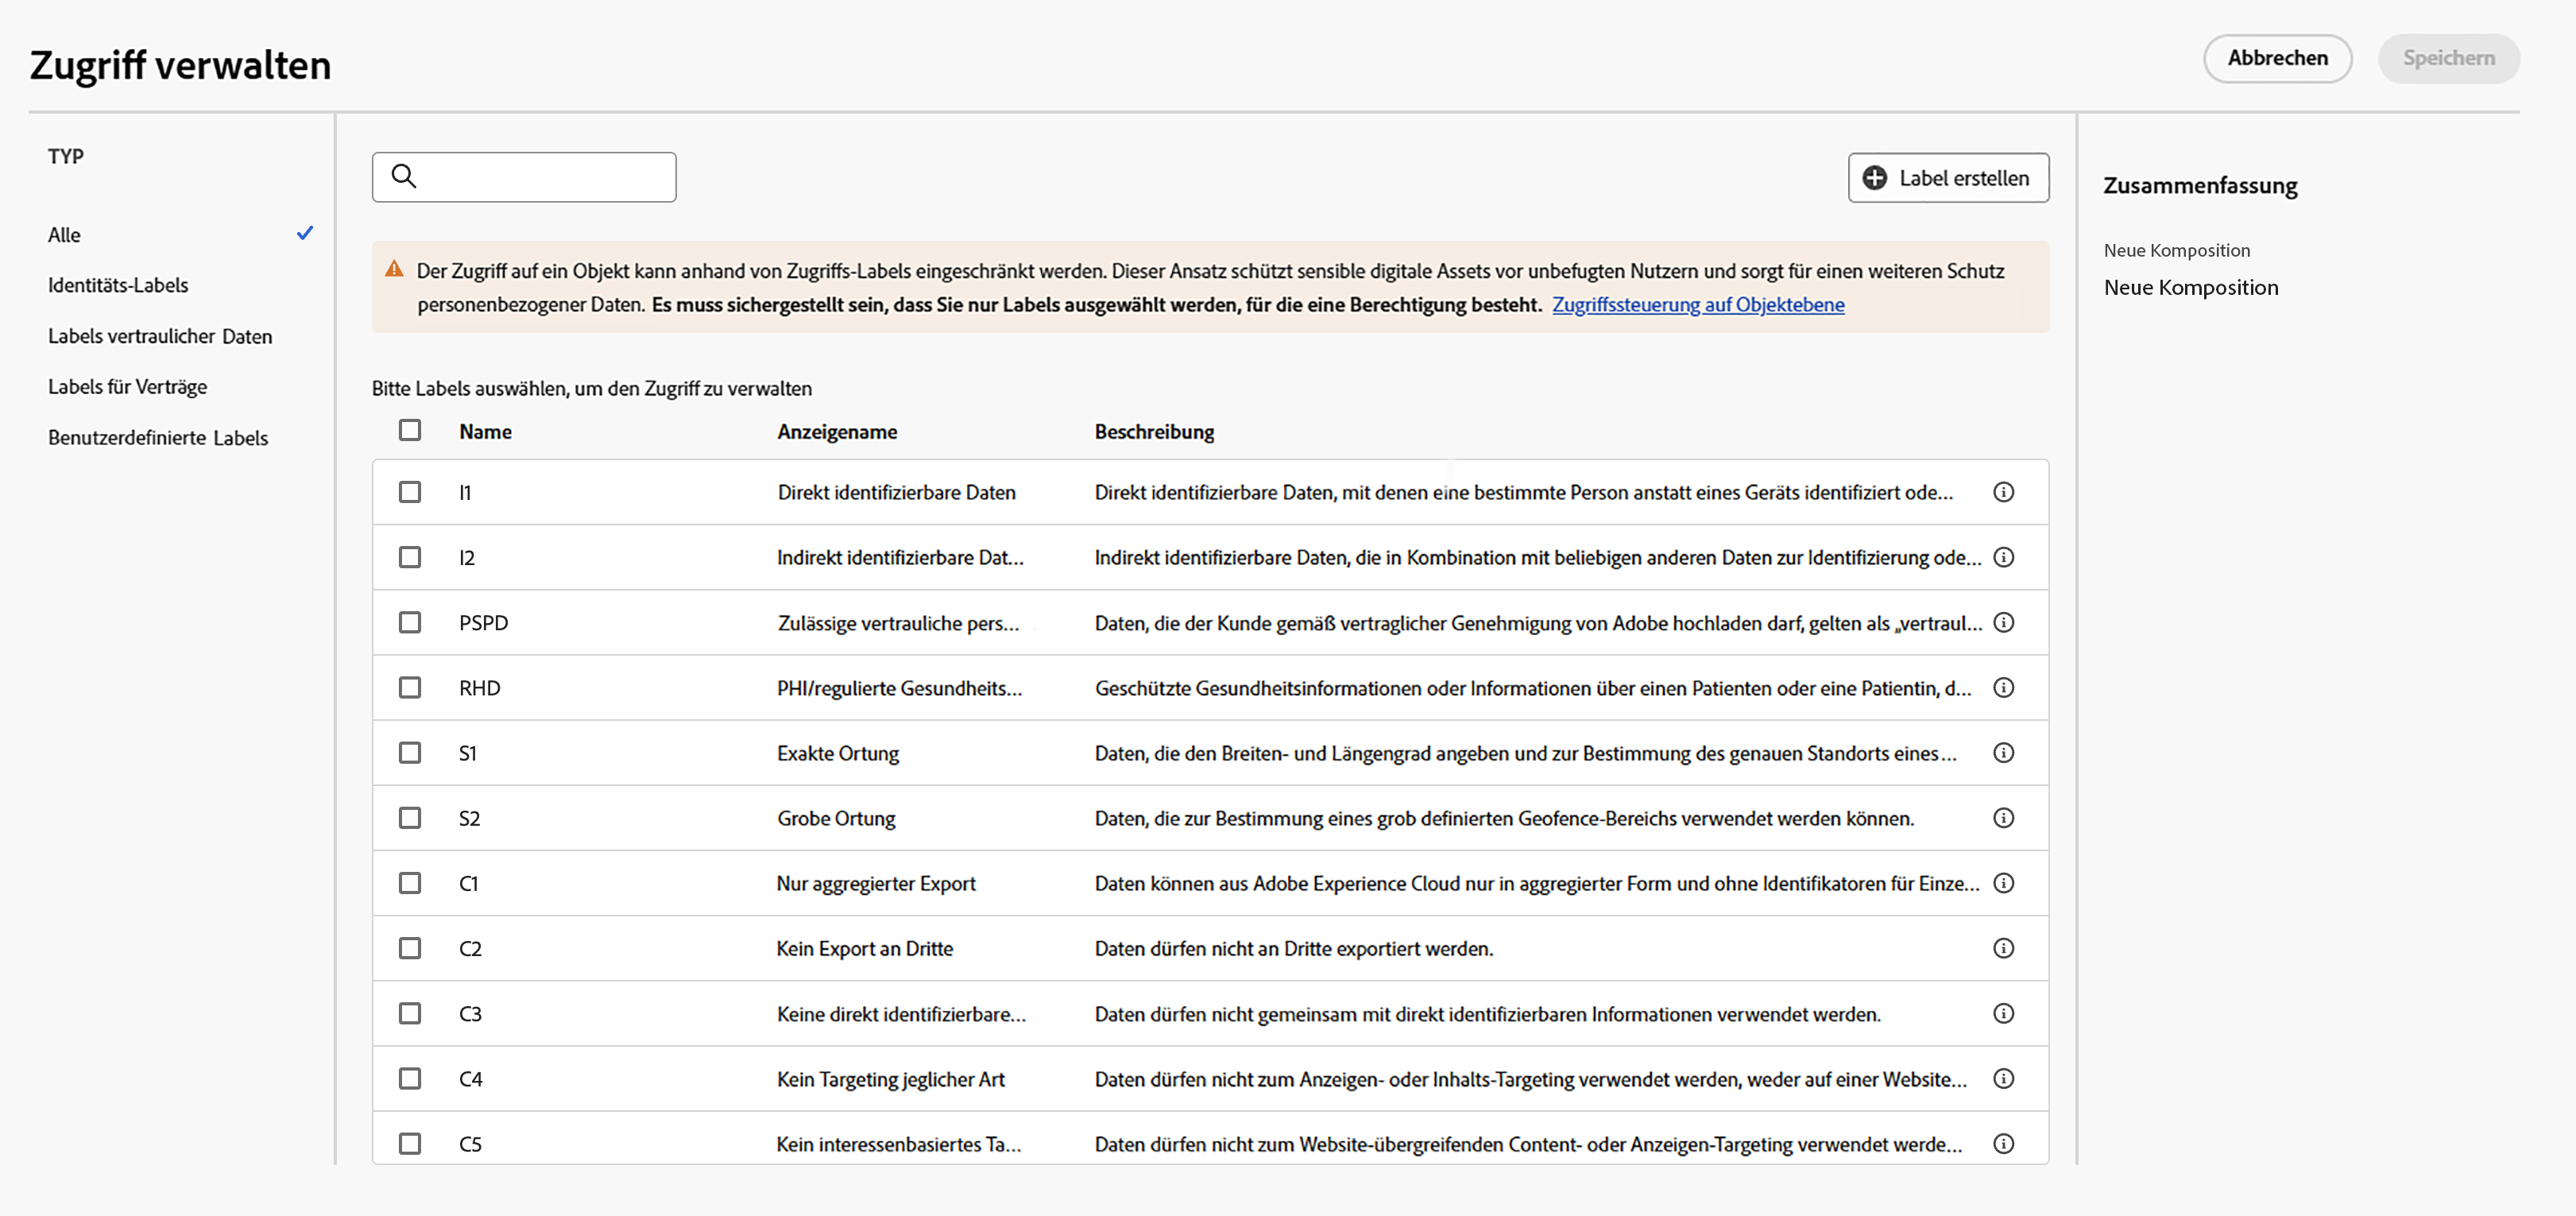 Zugriff verwalten
Abbrechen
Speichern
TYP
Alle
Identitäts-Labels
Labels vertraulicher Daten
Labels für Verträge
Benutzerdefinierte Labels
Label erstellen
Der Zugriff auf ein Objekt kann anhand von Zugriffs-Labels eingeschränkt werden. Dieser Ansatz schützt sensible digitale Assets vor unbefugten Nutzern und sorgt für einen weiteren Schutz
personenbezogener Daten. Es muss sichergestellt sein, dass Sie nur Labels ausgewählt werden, für die eine Berechtigung besteht. Zugriffssteuerung auf Objektebene
Bitte Labels auswählen, um den Zugriff zu verwalten
Name Anzeigename Beschreibung
I1 Direkt identifizierbare Daten Direkt identifizierbare Daten, mit denen eine bestimmte Person anstatt eines Geräts identifiziert ode...
I2 Indirekt identifizierbare Dat... Indirekt identifizierbare Daten, die in Kombination mit beliebigen anderen Daten zur Identifizierung ode...
PSPD Zulässige vertrauliche pers... Daten, die der Kunde gemäß vertraglicher Genehmigung von Adobe hochladen darf, gelten als „vertraul...
RHD PHI/regulierte Gesundheits... Geschützte Gesundheitsinformationen oder Informationen über einen Patienten oder eine Patientin, d...
S1 Exakte Ortung Daten, die den Breiten- und Längengrad angeben und zur Bestimmung des genauen Standorts eines...
S2 Grobe Ortung Daten, die zur Bestimmung eines grob definierten Geofence-Bereichs verwendet werden können.
C1 Nur aggregierter Export Daten können aus Adobe Experience Cloud nur in aggregierter Form und ohne Identifikatoren für Einze...
C2 Kein Export an Dritte Daten dürfen nicht an Dritte exportiert werden.
C3 Keine direkt identifizierbare... Daten dürfen nicht gemeinsam mit direkt identifizierbaren Informationen verwendet werden.
C4 Kein Targeting jeglicher Art Daten dürfen nicht zum Anzeigen- oder Inhalts-Targeting verwendet werden, weder auf einer Website...
C5 Kein interessenbasiertes Ta... Daten dürfen nicht zum Website-übergreifenden Content- oder Anzeigen-Targeting verwendet werde...
Zusammenfassung
Neue Komposition
Neue Komposition